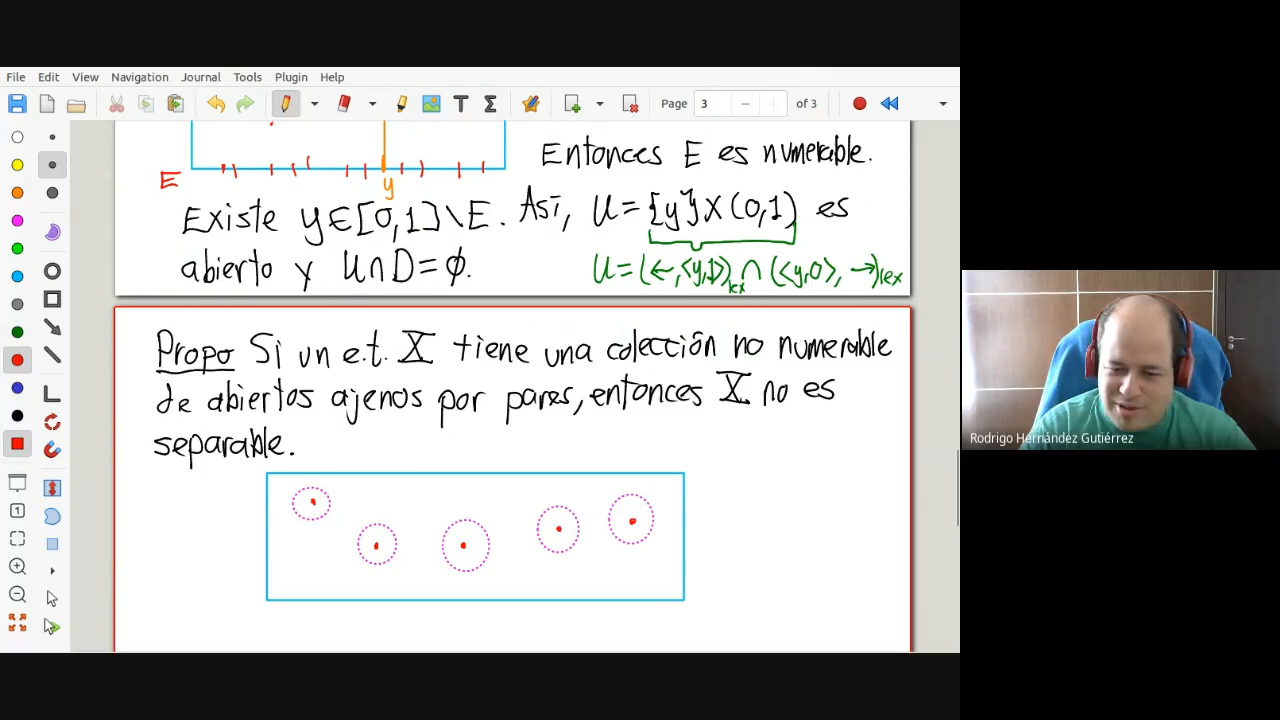 File Edit View Navigation Journal Tools Plugin Help
Page 3 of 3
Entonces E es numerable.
E
y
Existe y∈[0,1]\E. Así, U={y}×(0,1) es
abierto y U∩D=∅.
U=(←,⟨y,1⟩)lex∩(⟨y,0⟩,→)lex
Propo Si un e.t. X tiene una colección no numerable
de abiertos ajenos por pares, entonces X no es
separable.
Rodrigo Hernández Gutiérrez